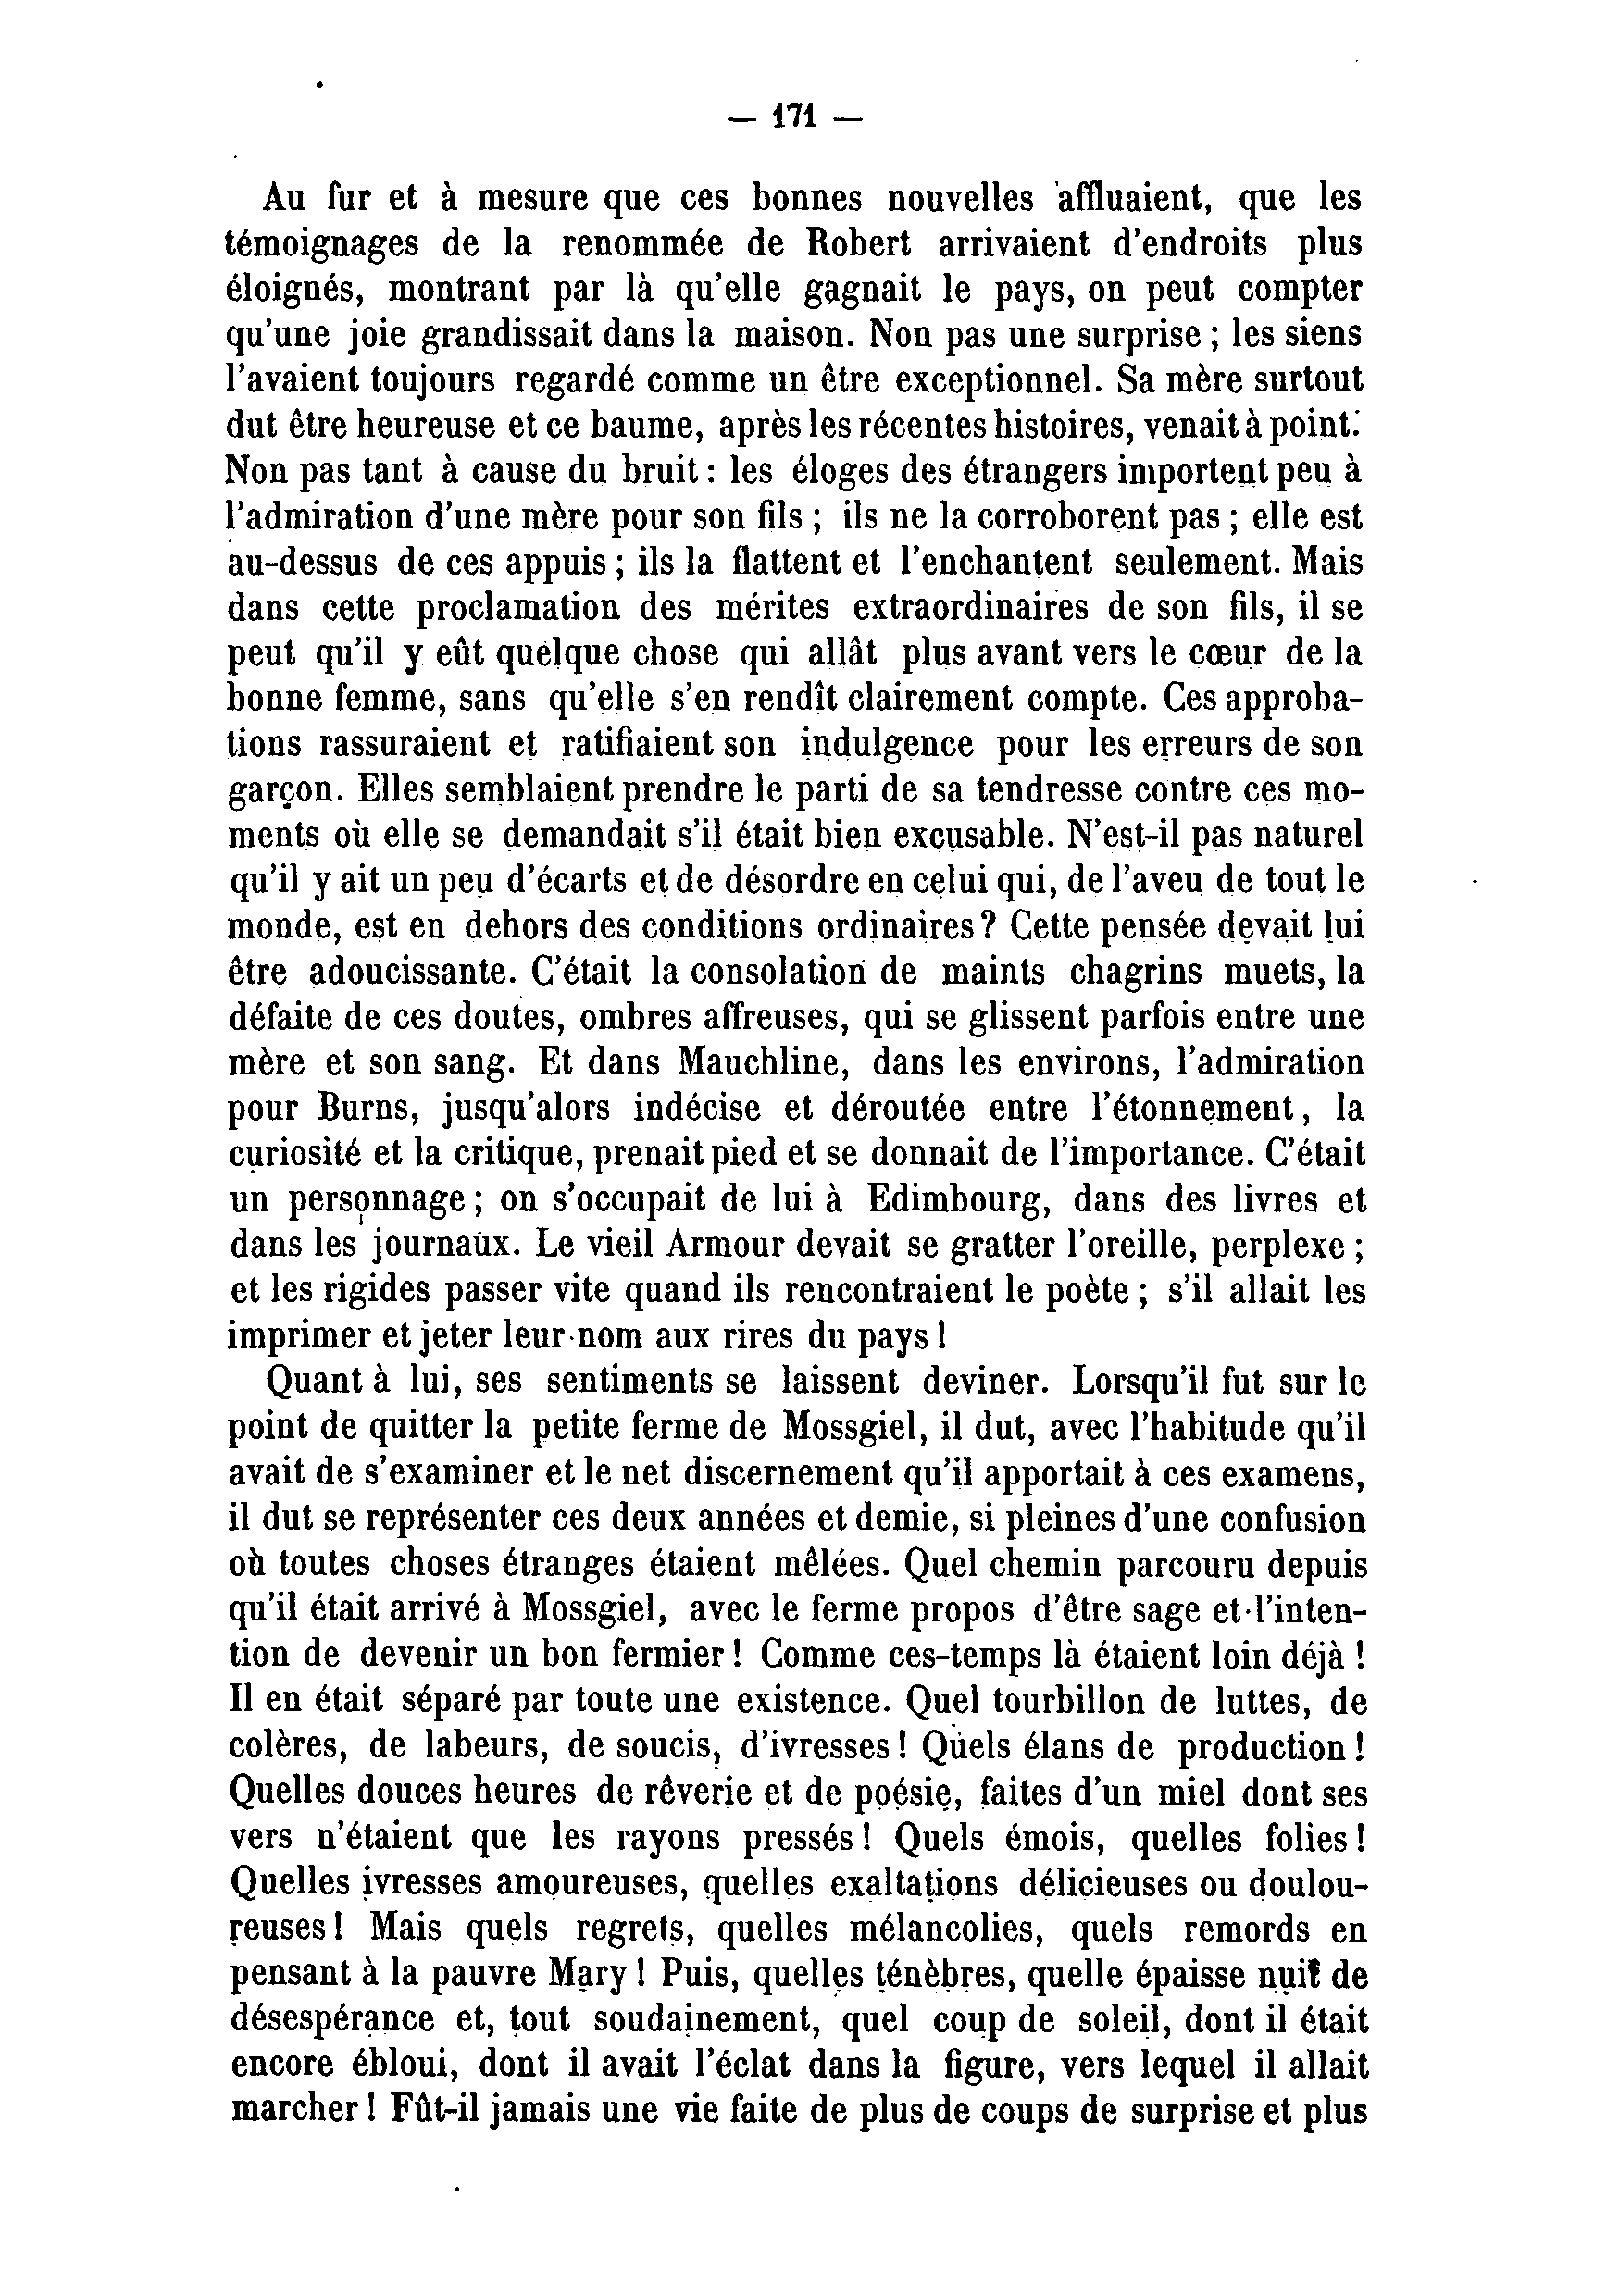 — 171 —
Au fur et à mesure que ces bonnes nouvelles affluaient, que les
témoignages de la renommée de Robert arrivaient d'endroits plus
éloignés, montrant par là qu'elle gagnait le pays, on peut compter
qu'une joie grandissait dans la maison. Non pas une surprise ; les siens
l'avaient toujours regardé comme un être exceptionnel. Sa mère surtout
dut être heureuse et ce baume, après les récentes histoires, venait à point.
Non pas tant à cause du bruit : les éloges des étrangers importent peu à
l'admiration d'une mère pour son fils ; ils ne la corroborent pas ; elle est
au-dessus de ces appuis ; ils la flattent et l'enchantent seulement. Mais
dans cette proclamation des mérites extraordinaires de son fils, il se
peut qu'il y eût quelque chose qui allât plus avant vers le cœur de la
bonne femme, sans qu'elle s'en rendît clairement compte. Ces approba-
tions rassuraient et ratifiaient son indulgence pour les erreurs de son
garçon. Elles semblaient prendre le parti de sa tendresse contre ces mo-
ments où elle se demandait s'il était bien excusable. N'est-il pas naturel
qu'il y ait un peu d'écarts et de désordre en celui qui, de l'aveu de tout le
monde, est en dehors des conditions ordinaires ? Cette pensée devait lui
être adoucissante. C'était la consolation de maints chagrins muets, la
défaite de ces doutes, ombres affreuses, qui se glissent parfois entre une
mère et son sang. Et dans Mauchline, dans les environs, l'admiration
pour Burns, jusqu'alors indécise et déroutée entre l'étonnement, la
curiosité et la critique, prenait pied et se donnait de l'importance. C'était
un personnage ; on s'occupait de lui à Edimbourg, dans des livres et
dans les journaux. Le vieil Armour devait se gratter l'oreille, perplexe ;
et les rigides passer vite quand ils rencontraient le poète ; s'il allait les
imprimer et jeter leur nom aux rires du pays !
Quant à lui, ses sentiments se laissent deviner. Lorsqu'il fut sur le
point de quitter la petite ferme de Mossgiel, il dut, avec l'habitude qu'il
avait de s'examiner et le net discernement qu'il apportait à ces examens,
il dut se représenter ces deux années et demie, si pleines d'une confusion
où toutes choses étranges étaient mêlées. Quel chemin parcouru depuis
qu'il était arrivé à Mossgiel, avec le ferme propos d'être sage et l'inten-
tion de devenir un bon fermier ! Comme ces-temps là étaient loin déjà !
Il en était séparé par toute une existence. Quel tourbillon de luttes, de
colères, de labeurs, de soucis, d'ivresses ! Quels élans de production !
Quelles douces heures de rêverie et de poésie, faites d'un miel dont ses
vers n'étaient que les rayons pressés ! Quels émois, quelles folies !
Quelles ivresses amoureuses, quelles exaltations délicieuses ou doulou-
reuses ! Mais quels regrets, quelles mélancolies, quels remords en
pensant à la pauvre Mary ! Puis, quelles ténèbres, quelle épaisse nuit de
désespérance et, tout soudainement, quel coup de soleil, dont il était
encore ébloui, dont il avait l'éclat dans la figure, vers lequel il allait
marcher ! Fût-il jamais une vie faite de plus de coups de surprise et plus